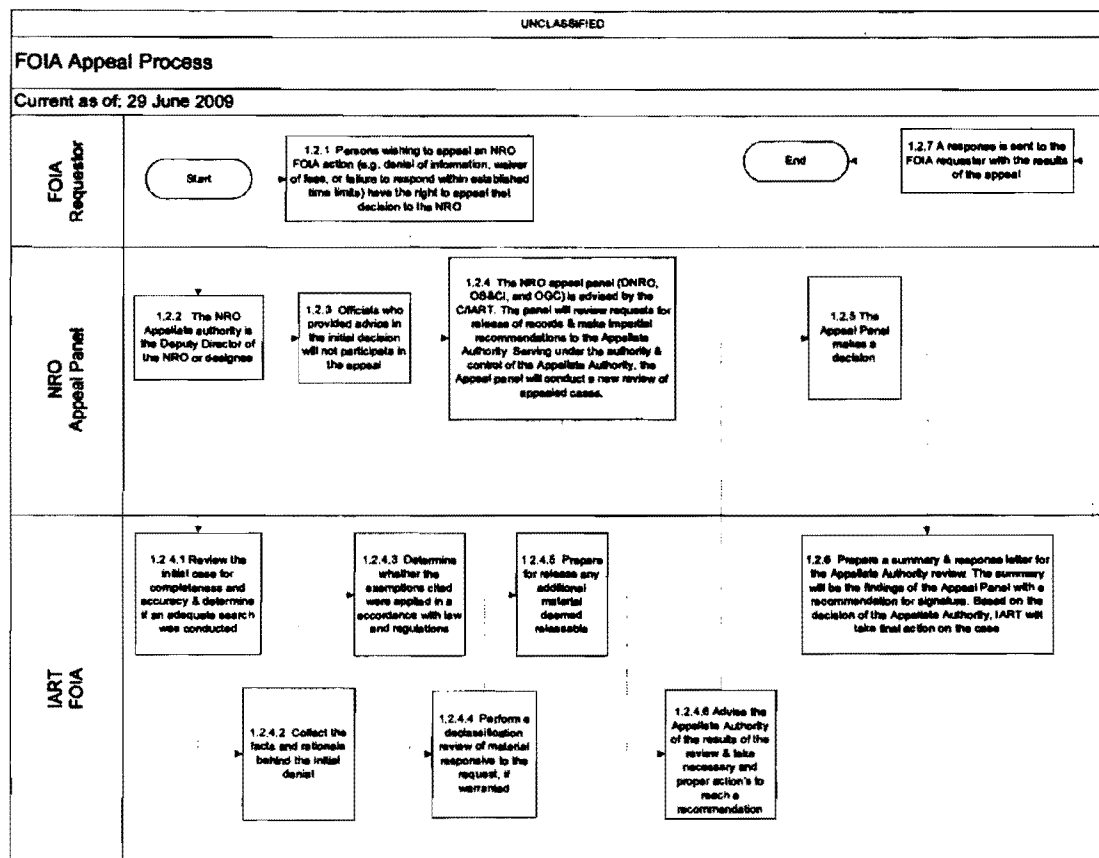 UNCLASSIFIED
FOIA Appeal Process
Current as of: 29 June 2009
FOIA
Requestor
Start
1.2.1 Persons wishing to appeal an NRO
FOIA action (e.g. denial of information, waiver
of fees, or failure to respond within established
time limits) have the right to appeal that
decision to the NRO
End
1.2.7 A response is sent to the
FOIA requester with the results
of the appeal
NRO
Appeal Panel
1.2.2 The NRO
Appellate authority is
the Deputy Director of
the NRO or designee
1.2.3 Officials who
provided advice in
the initial decision
will not participate in
the appeal
1.2.4 The NRO appeal panel (DNRO,
OS&CI, and OGC) is advised by the
C/IART. The panel will review requests for
release of records & make impartial
recommendations to the Appellate
Authority. Serving under the authority &
control of the Appellate Authority, the
Appeal panel will conduct a new review of
appealed cases.
1.2.5 The
Appeal Panel
makes a
decision
IART
FOIA
1.2.4.1 Review the
initial case for
completeness and
accuracy & determine
if an adequate search
was conducted
1.2.4.2 Collect the
facts and rationale
behind the initial
denial
1.2.4.3 Determine
whether the
exemptions cited
were applied in a
accordance with law
and regulations
1.2.4.4 Perform a
declassification
review of material
responsive to the
request, if
warranted
1.2.4.5 Prepare
for release any
additional
material
deemed
releasable
1.2.4.6 Advise the
Appellate Authority
of the results of the
review & take
necessary and
proper action's to
reach a
recommendation
1.2.6 Prepare a summary & response letter for
the Appellate Authority review. The summary
will be the findings of the Appeal Panel with a
recommendation for signature. Based on the
decision of the Appellate Authority, IART will
take final action on the case